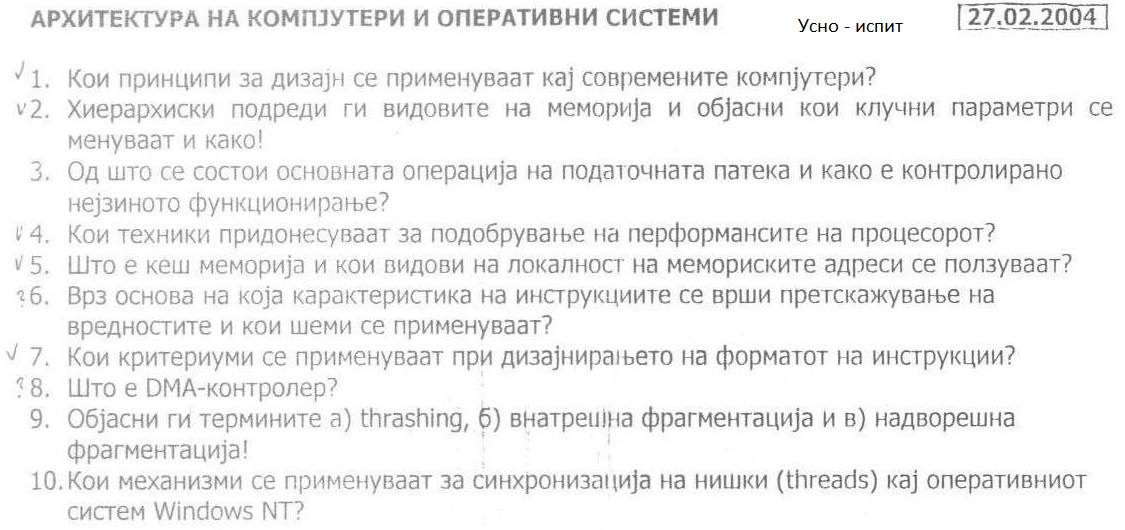 АРХИТЕКТУРА НА КОМПЈУТЕРИ И ОПЕРАТИВНИ СИСТЕМИ Усно - испит 27.02.2004
✓ 1. Кои принципи за дизајн се применуваат кај современите компјутери?
✓ 2. Хиерархиски подреди ги видовите на меморија и објасни кои клучни параметри се
менуваат и како!
3. Од што се состои основната операција на податочната патека и како е контролирано
нејзиното функционирање?
✓ 4. Кои техники придонесуваат за подобрување на перформансите на процесорот?
✓ 5. Што е кеш меморија и кои видови на локалност на мемориските адреси се ползуваат?
? 6. Врз основа на која карактеристика на инструкциите се врши претскажување на
вредностите и кои шеми се применуваат?
✓ 7. Кои критериуми се применуваат при дизајнирањето на форматот на инструкции?
? 8. Што е DMA-контролер?
9. Објасни ги термините а) thrashing, б) внатрешна фрагментација и в) надворешна
фрагментација!
10. Кои механизми се применуваат за синхронизација на нишки (threads) кај оперативниот
систем Windows NT?